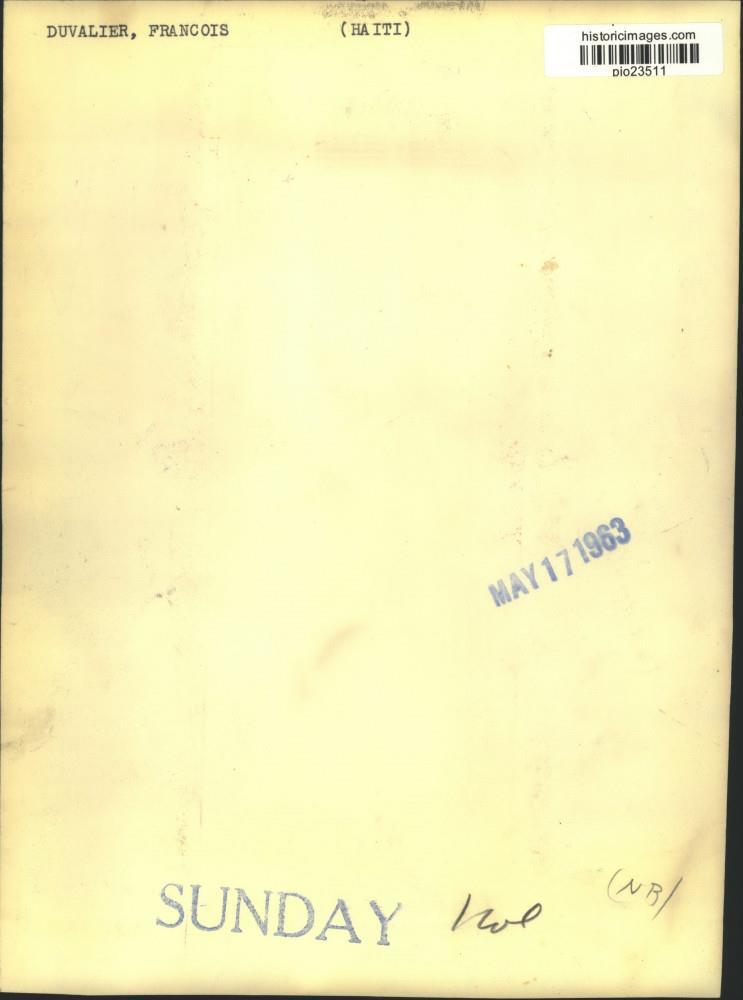 DUVALIER, FRANCOIS (HAITI)
historicimages.com
pio23511
MAY 17 1963
SUNDAY
(NB)